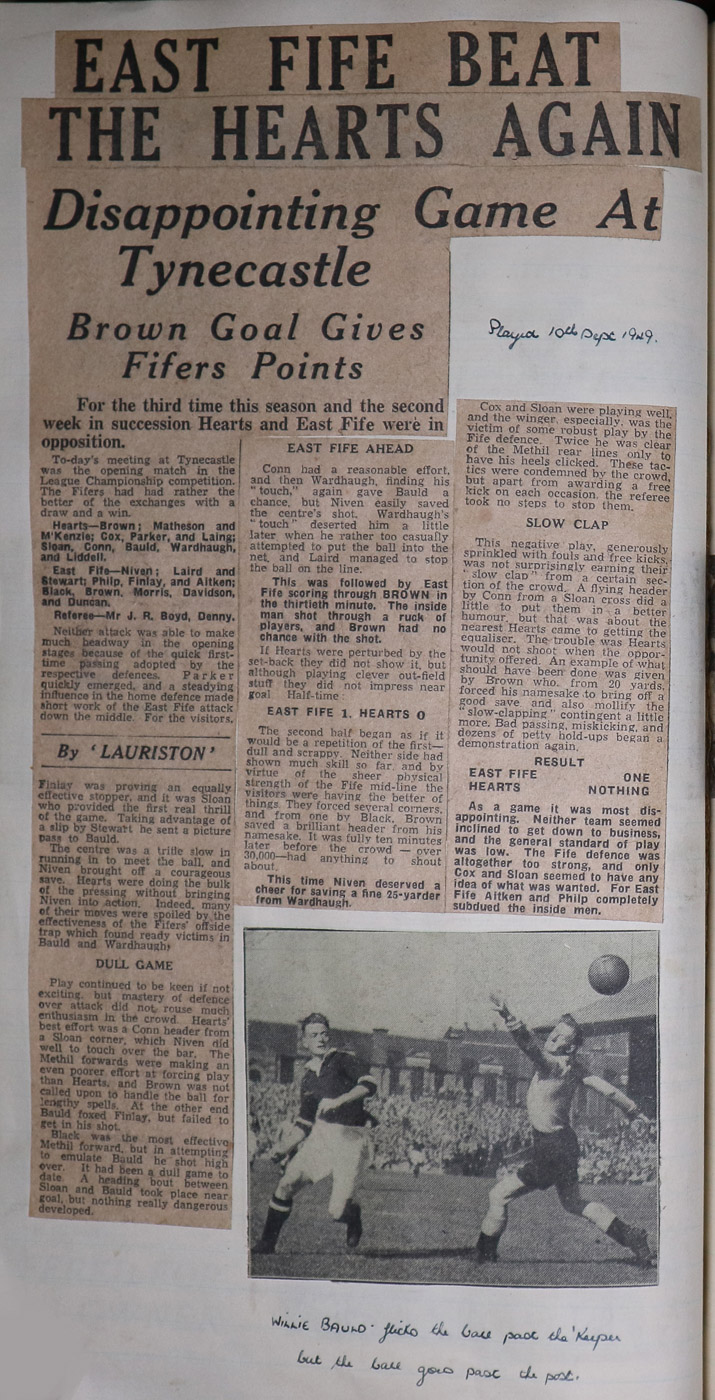 EAST FIFE BEAT
THE HEARTS AGAIN
Disappointing Game At
Tynecastle
Brown Goal Gives
Fifers Points
Played 10th Sept 1949.
For the third time this season and the second
week in succession Hearts and East Fife were in
opposition.
To-day's meeting at Tynecastle
was the opening match in the
League Championship competition.
The Fifers had had rather the
better of the exchanges with a
draw and a win.
Hearts—Brown; Matheson and
M'Kenzie; Cox, Parker, and Laing;
Sloan, Conn, Bauld, Wardhaugh,
and Liddell.
East Fife—Niven; Laird and
Stewart; Philp, Finlay, and Aitken;
Black, Brown, Morris, Davidson,
and Duncan.
Referee—Mr J. R. Boyd, Denny.
Neither attack was able to make
much headway in the opening
stages because of the quick first-
time passing adopted by the
respective defences. Parker
quickly emerged, and a steadying
influence in the home defence made
short work of the East Fife attack
down the middle. For the visitors,
By 'LAURISTON'
Finlay was proving an equally
effective stopper, and it was Sloan
who provided the first real thrill
of the game. Taking advantage of
a slip by Stewart he sent a picture
pass to Bauld.
The centre was a trifle slow in
running in to meet the ball, and
Niven brought off a courageous
save. Hearts were doing the bulk
of the pressing without bringing
Niven into action. Indeed, many
of their moves were spoiled by the
effectiveness of the Fifers' offside
trap which found ready victims in
Bauld and Wardhaugh,
DULL GAME
Play continued to be keen if not
exciting, but mastery of defence
over attack did not rouse much
enthusiasm in the crowd. Hearts'
best effort was a Conn header from
a Sloan corner, which Niven did
well to touch over the bar. The
Methil forwards were making an
even poorer effort at forcing play
than Hearts, and Brown was not
called upon to handle the ball for
lengthy spells. At the other end
Bauld foxed Finlay, but failed to
get in his shot.
Black was the most effective
Methil forward, but in attempting
to emulate Bauld he shot high
over. It had been a dull game to
date. A heading bout between
Sloan and Bauld took place near
goal, but nothing really dangerous
developed.
EAST FIFE AHEAD
Conn had a reasonable effort,
and then Wardhaugh, finding his
"touch," again gave Bauld a
chance, but Niven easily saved
the centre's shot. Wardhaugh's
"touch" deserted him a little
later when he rather too casually
attempted to put the ball into the
net and Laird managed to stop
the ball on the line.
This was followed by East
Fife scoring through BROWN in
the thirtieth minute. The inside
man shot through a ruck of
players, and Brown had no
chance with the shot.
If Hearts were perturbed by the
set-back they did not show it, but
although playing clever out-field
stuff they did not impress near
goal. Half-time:
EAST FIFE 1, HEARTS 0
The second half began as if it
would be a repetition of the first—
dull and scrappy. Neither side had
shown much skill so far, and by
virtue of the sheer physical
strength of the Fife mid-line the
visitors were having the better of
things. They forced several corners,
and from one by Black, Brown
saved a brilliant header from his
namesake. It was fully ten minutes
later before the crowd — over
30,000—had anything to shout
about.
This time Niven deserved a
cheer for saving a fine 25-yarder
from Wardhaugh.
Cox and Sloan were playing well,
and the winger, especially, was the
victim of some robust play by the
Fife defence. Twice he was clear
of the Methil rear lines only to
have his heels clicked. These tac-
tics were condemned by the crowd,
but apart from awarding a free
kick on each occasion, the referee
took no steps to stop them.
SLOW CLAP
This negative play, generously
sprinkled with fouls and free kicks,
was not surprisingly earning their
"slow clap" from a certain sec-
tion of the crowd. A flying header
by Conn from a Sloan cross did a
little to put them in a better
humour, but that was about the
nearest Hearts came to getting the
equaliser. The trouble was Hearts
would not shoot when the oppor-
tunity offered. An example of what
should have been done was given
by Brown who, from 20 yards,
forced his namesake to bring off a
good save and also mollify the
"slow-clapping" contingent a little
more. Bad passing, miskicking, and
dozens of petty hold-ups began a
demonstration again.
RESULT
EAST FIFE ONE
HEARTS NOTHING
As a game it was most dis-
appointing. Neither team seemed
inclined to get down to business,
and the general standard of play
was low. The Fife defence was
altogether too strong, and only
Cox and Sloan seemed to have any
idea of what was wanted. For East
Fife Aitken and Philp completely
subdued the inside men.
WILLIE BAULD flicks the ball past the 'Keeper
but the ball goes past the post.